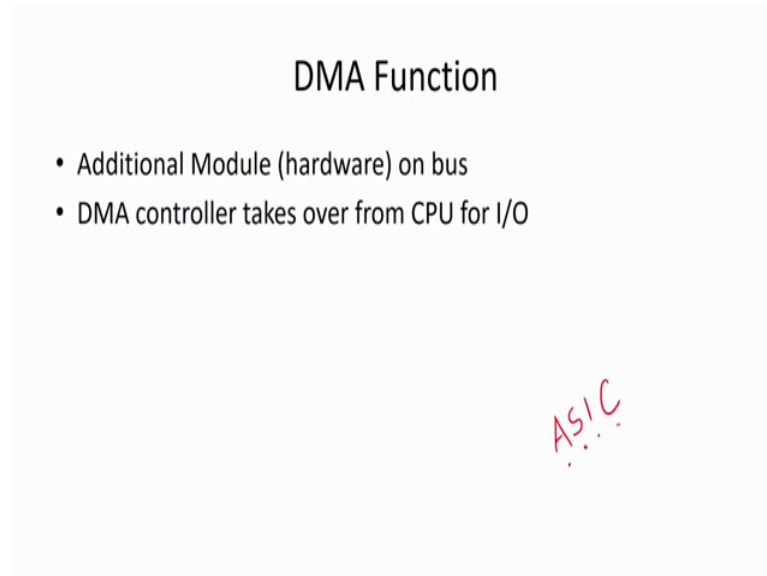 DMA Function
• Additional Module (hardware) on bus
• DMA controller takes over from CPU for I/O
ASIC